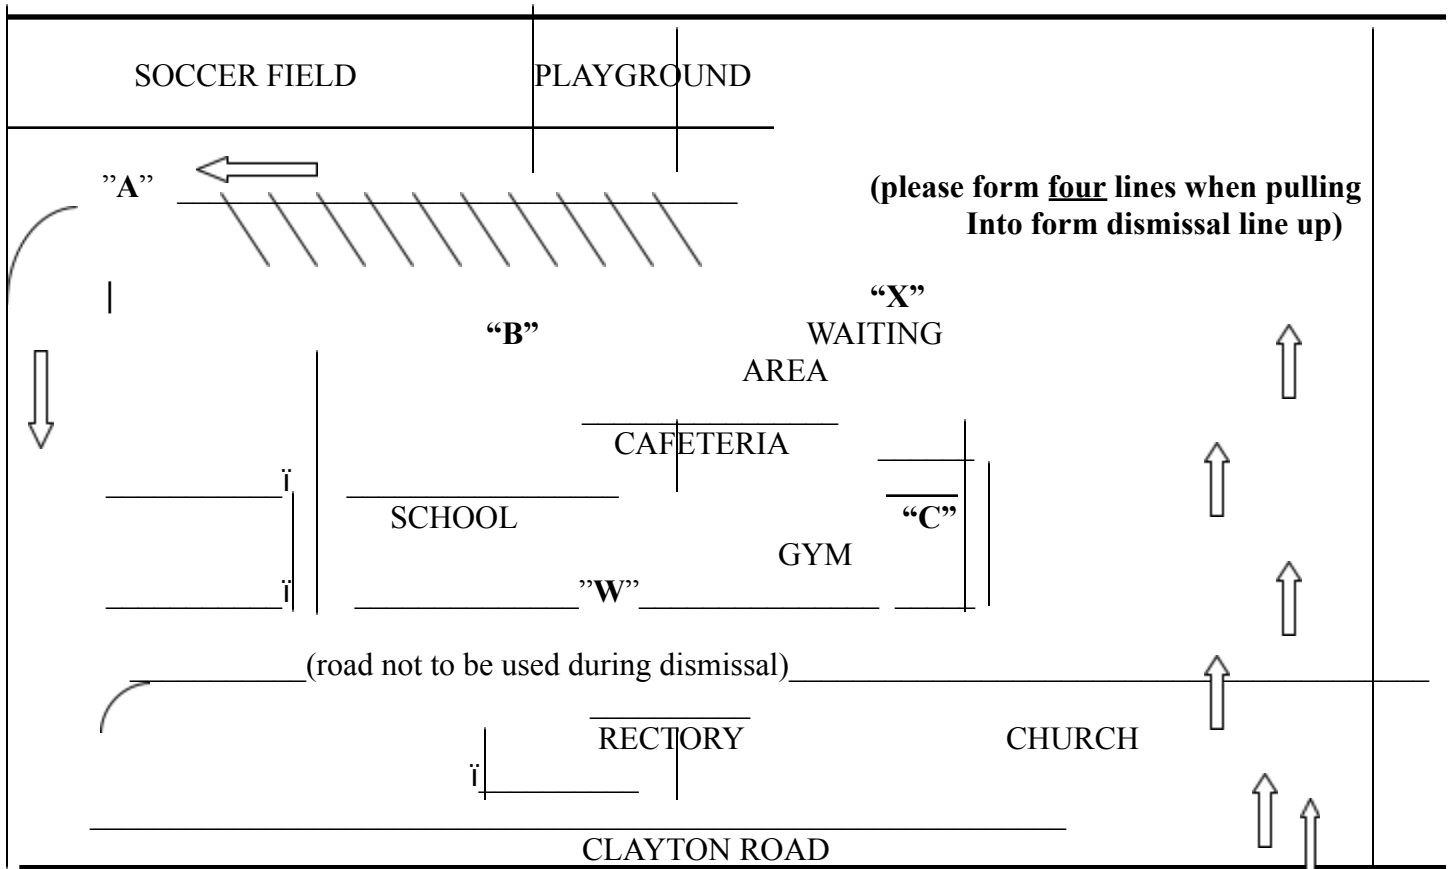 SOCCER FIELD PLAYGROUND
”A”
(please form four lines when pulling
Into form dismissal line up)
“X”
“B” WAITING
AREA
CAFETERIA
ï
SCHOOL “C”
GYM
ï ”W”
(road not to be used during dismissal)
RECTORY CHURCH
ï
CLAYTON ROAD